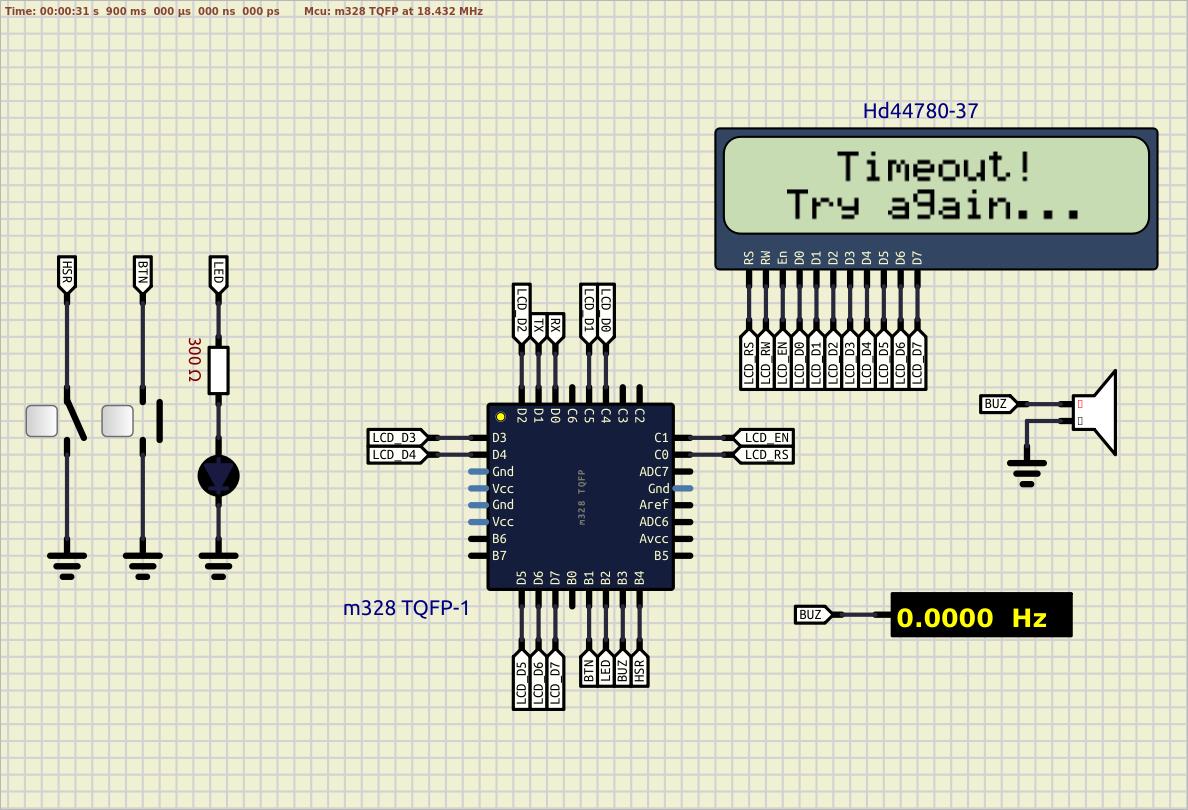 Time: 00:00:31 s  900 ms  000 µs  000 ns  000 ps    Mcu: m328 TQFP at 18.432 MHz
Hd44780-37
Timeout!
Try again...
RS RW En D0 D1 D2 D3 D4 D5 D6 D7
LCD_RS LCD_RW LCD_EN LCD_D0 LCD_D1 LCD_D2 LCD_D3 LCD_D4 LCD_D5 LCD_D6 LCD_D7
HSR BTN LED
300 Ω
LCD_D2 TX RX LCD_D1 LCD_D0
D2 D1 D0 C6 C5 C4 C3 C2
BUZ
LCD_D3 D3 C1 LCD_EN
LCD_D4 D4 C0 LCD_RS
Gnd ADC7
Vcc Gnd
Gnd Aref
Vcc ADC6
B6 Avcc
B7 B5
m328 TQFP
D5 D6 D7 B0 B1 B2 B3 B4
m328 TQFP-1
LCD_D5 LCD_D6 LCD_D7 BTN LED BUZ HSR
BUZ 0.0000 Hz